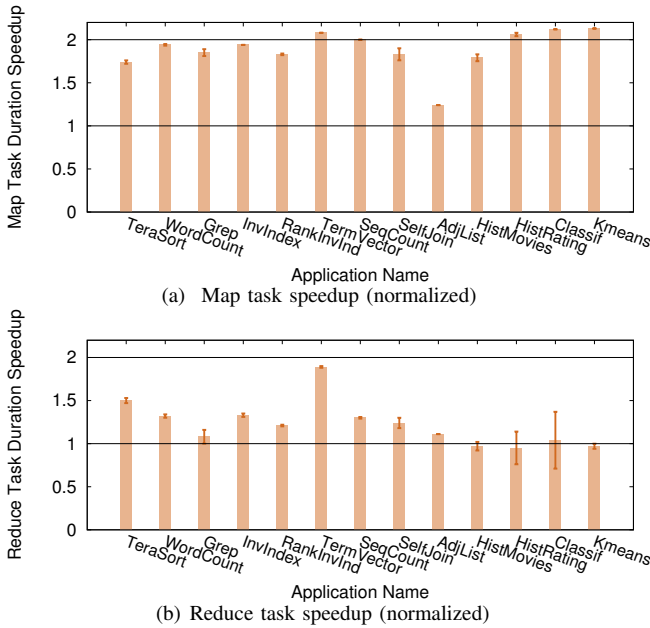 Map Task Duration Speedup
2
1.5
1
0.5
0
TeraSort
WordCount
Grep
InvIndex
RankInvInd
TermVector
SeqCount
SelfJoin
AdjList
HistMovies
HistRating
Classif
Kmeans
Application Name
(a) Map task speedup (normalized)
Reduce Task Duration Speedup
2
1.5
1
0.5
0
TeraSort
WordCount
Grep
InvIndex
RankInvInd
TermVector
SeqCount
SelfJoin
AdjList
HistMovies
HistRating
Classif
Kmeans
Application Name
(b) Reduce task speedup (normalized)